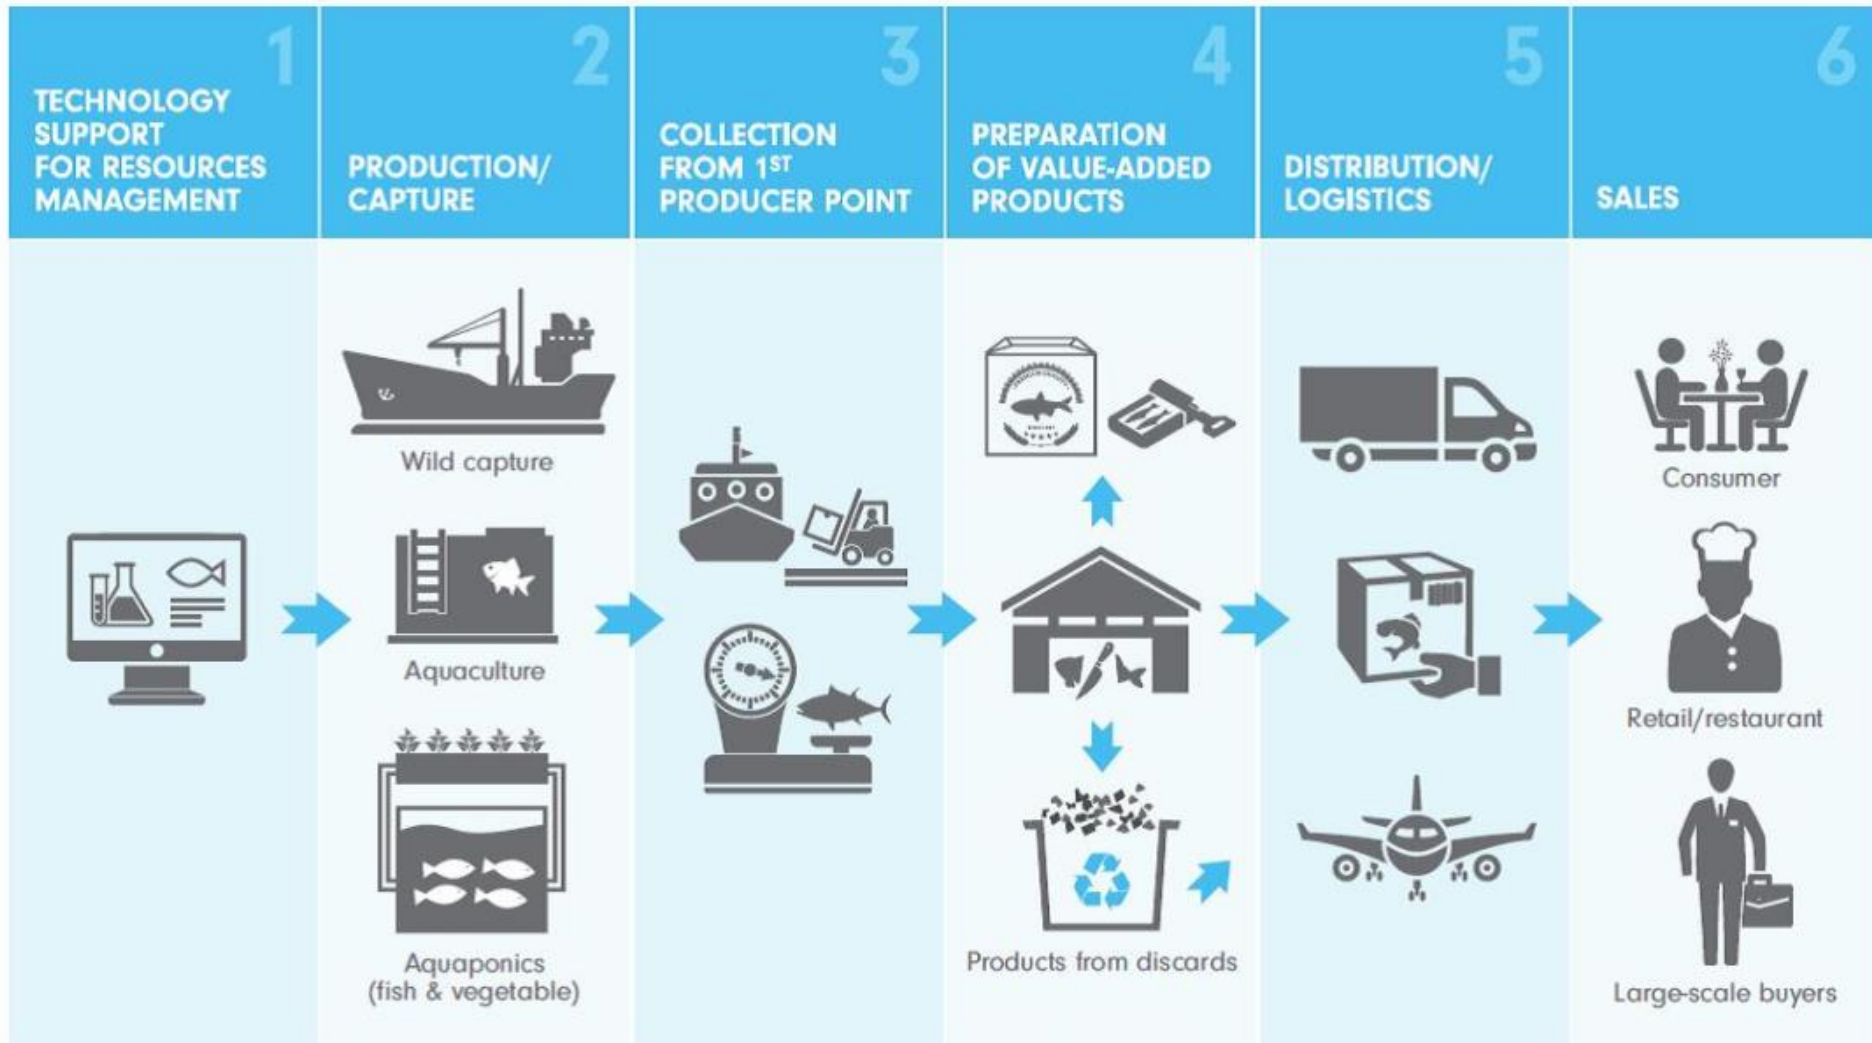 1
TECHNOLOGY
SUPPORT
FOR RESOURCES
MANAGEMENT
2
PRODUCTION/
CAPTURE
3
COLLECTION
FROM 1ST
PRODUCER POINT
4
PREPARATION
OF VALUE-ADDED
PRODUCTS
5
DISTRIBUTION/
LOGISTICS
6
SALES
Wild capture
Aquaculture
Aquaponics
(fish & vegetable)
Products from discards
Consumer
Retail/restaurant
Large-scale buyers